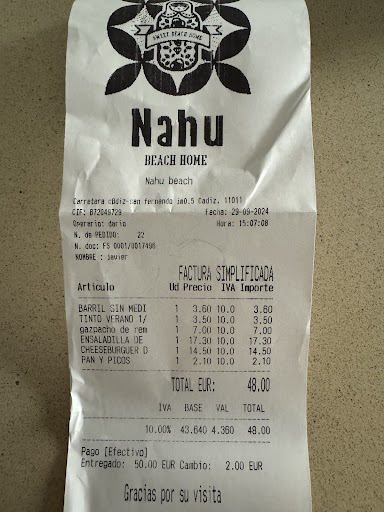 SWEET BEACH HOME
Nahu
BEACH HOME
Nahu beach
Carratara cDdiz-san fernando im0.5 Cadiz, 11011
CIF: B72049729 Fecha: 29-09-2024
Operario: dario Hora: 15:07:08
N. de PEDIDO: 22
N. doc: FS 0001/0017496
NOMBRE : javier
FACTURA SIMPLIFICADA
Articulo Ud Precio IVA Importe
BARRIL SIN MEDI 1 3.60 10.0 3.60
TINTO VERANO 1/ 1 3.50 10.0 3.50
gazpacho de rem 1 7.00 10.0 7.00
ENSALADILLA DE 1 17.30 10.0 17.30
CHEESEBURGER D 1 14.50 10.0 14.50
PAN Y PICOS 1 2.10 10.0 2.10
TOTAL EUR: 48.00
IVA BASE VAL TOTAL
10.00% 43.640 4.360 48.00
Pago [Efectivo]
Entregado: 50.00 EUR Cambio: 2.00 EUR
Gracias por su visita